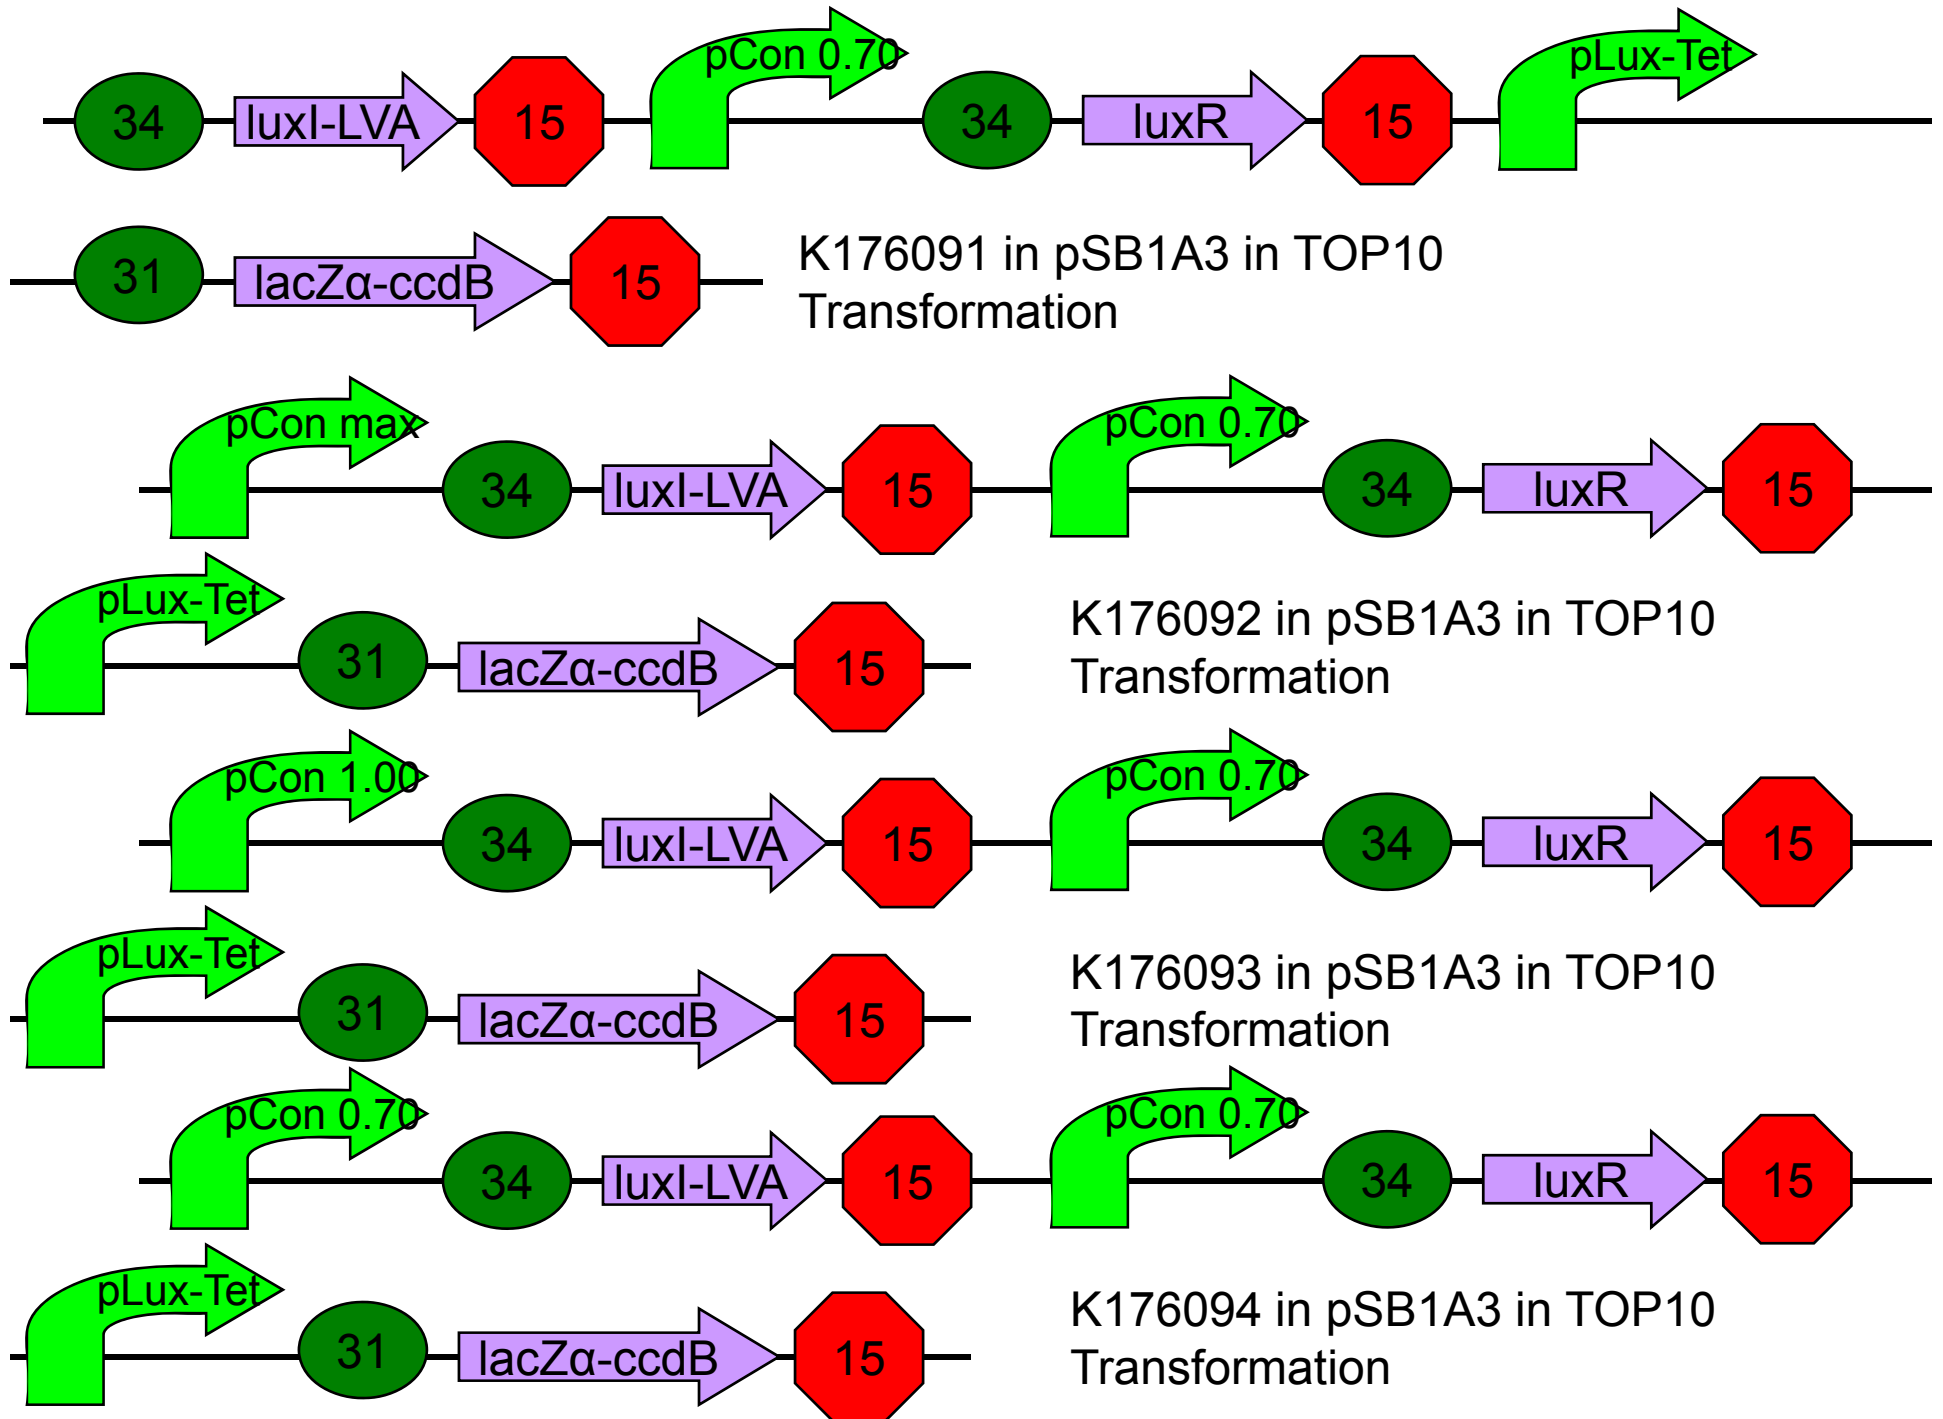 pCon 0.70 pLux-Tet
34 luxI-LVA 15 34 luxR 15
31 lacZα-ccdB 15
K176091 in pSB1A3 in TOP10
Transformation
pCon max pCon 0.70
34 luxI-LVA 15 34 luxR 15
pLux-Tet
31 lacZα-ccdB 15
K176092 in pSB1A3 in TOP10
Transformation
pCon 1.00 pCon 0.70
34 luxI-LVA 15 34 luxR 15
pLux-Tet
31 lacZα-ccdB 15
K176093 in pSB1A3 in TOP10
Transformation
pCon 0.70 pCon 0.70
34 luxI-LVA 15 34 luxR 15
pLux-Tet
31 lacZα-ccdB 15
K176094 in pSB1A3 in TOP10
Transformation